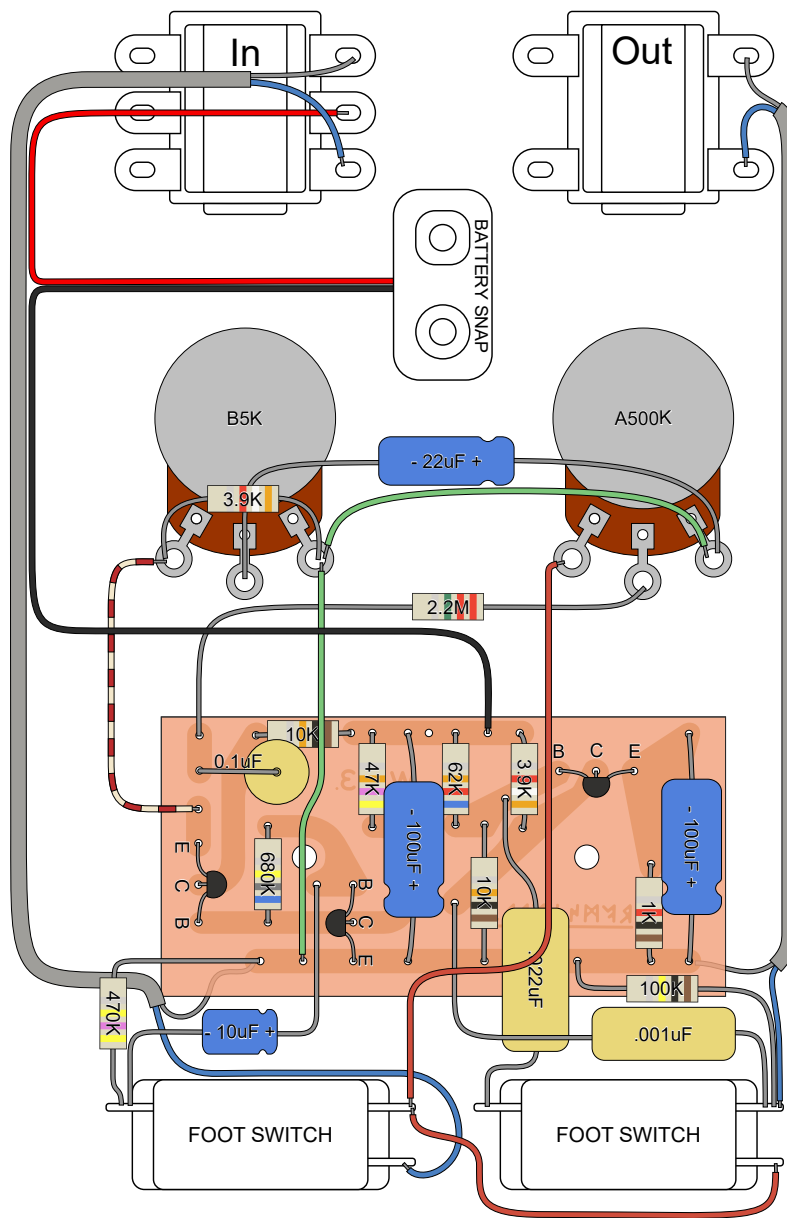 In
Out
BATTERY SNAP
B5K
A500K
- 22uF +
3.9K
2.2M
10K
0.1uF
47K
62K
3.9K
B C E
- 100uF +
- 100uF +
E
C
B
680K
B
C
E
10K
1K
.022uF
100K
470K
- 10uF +
.001uF
FOOT SWITCH
FOOT SWITCH